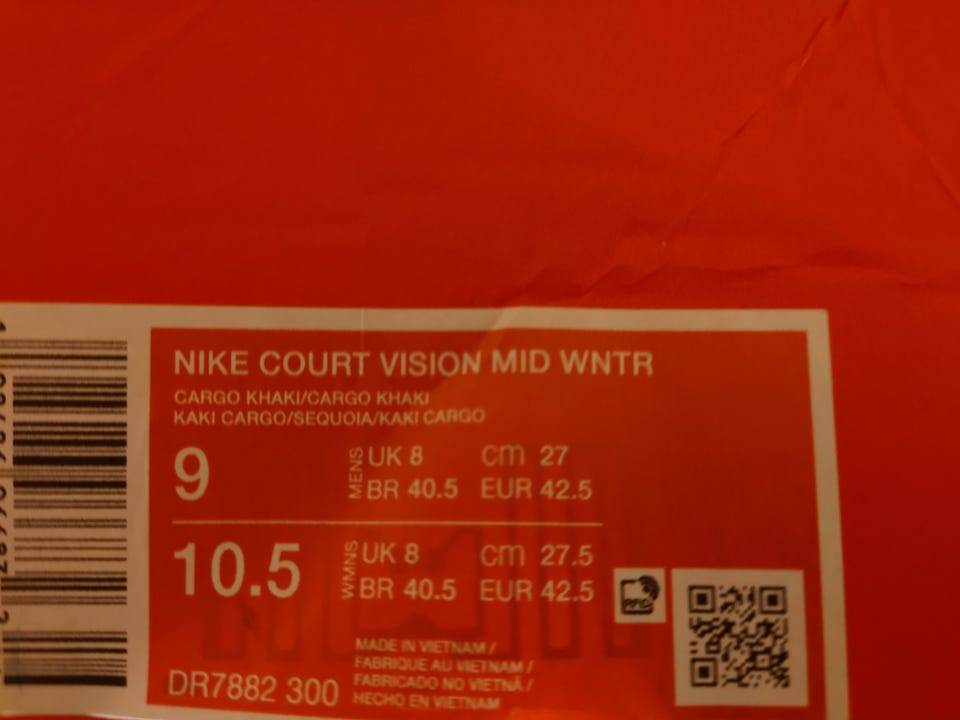 NIKE COURT VISION MID WNTR
CARGO KHAKI/CARGO KHAKI
KAKI CARGO/SEQUOIA/KAKI CARGO
9 MENS UK 8 cm 27
BR 40.5 EUR 42.5
10.5 WMNS UK 8 cm 27.5
BR 40.5 EUR 42.5
RFID
MADE IN VIETNAM /
FABRIQUE AU VIETNAM /
FABRICADO NO VIETNÃ /
HECHO EN VIETNAM
DR7882 300